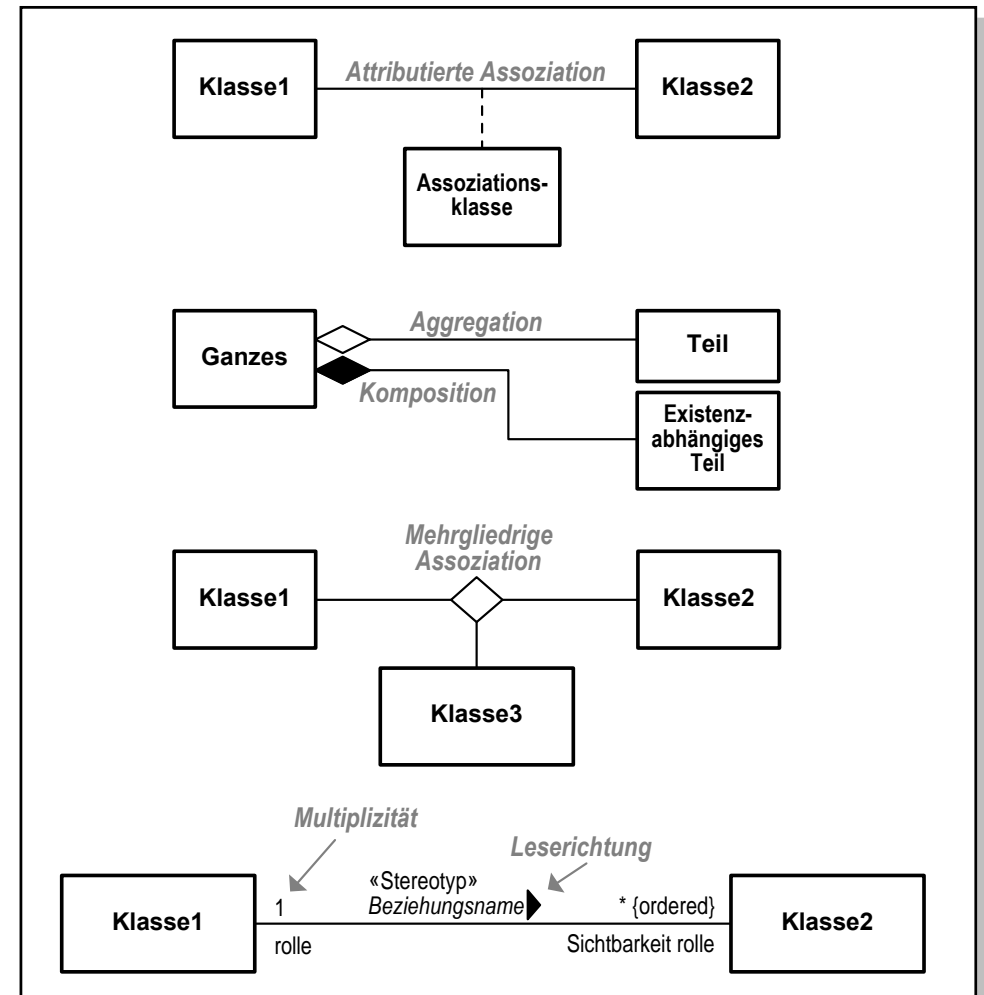 Klasse1
Attributierte Assoziation
Klasse2
Assoziations-
klasse
Ganzes
Aggregation
Teil
Komposition
Existenz-
abhängiges
Teil
Mehrgliedrige
Assoziation
Klasse1
Klasse2
Klasse3
Multiplizität
Leserichtung
Klasse1
1
rolle
«Stereotyp»
Beziehungsname
* {ordered}
Sichtbarkeit rolle
Klasse2